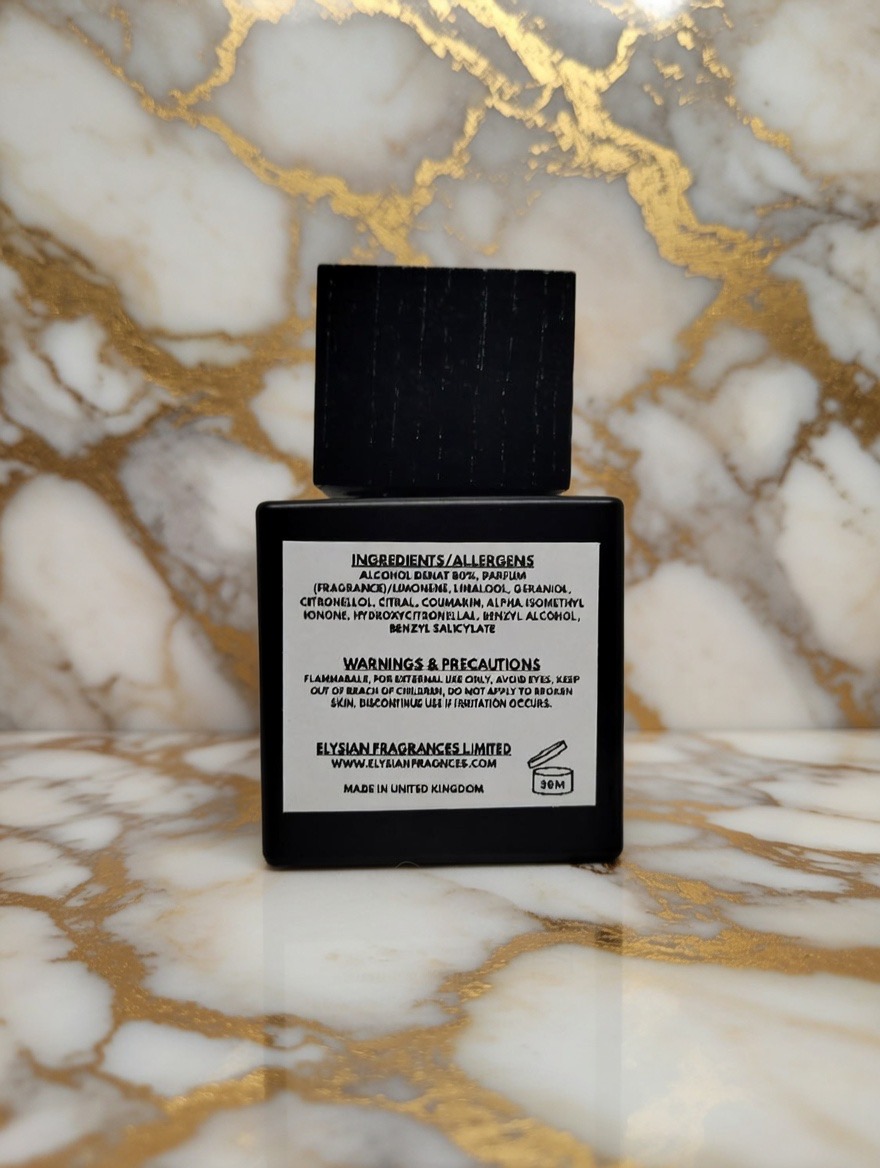 INGREDIENTS/ALLERGENS
ALCOHOL DENAT 80%, PARFUM
(FRAGRANCE)/LIMONENE, LINALOOL, GERANIOL,
CITRONELLOL, CITRAL, COUMARIN, ALPHA ISOMETHYL
IONONE, HYDROXYCITRONELLAL, BENZYL ALCOHOL,
BENZYL SALICYLATE
WARNINGS & PRECAUTIONS
FLAMMABALE, FOR EXTERNAL USE ONLY, AVOID EYES, KEEP
OUT OF REACH OF CHILDREN, DO NOT APPLY TO BROKEN
SKIN, DISCONTINUE USE IF IRRITATION OCCURS.
ELYSIAN FRAGRANCES LIMITED
WWW.ELYSIANFRAGNCES.COM
MADE IN UNITED KINGDOM